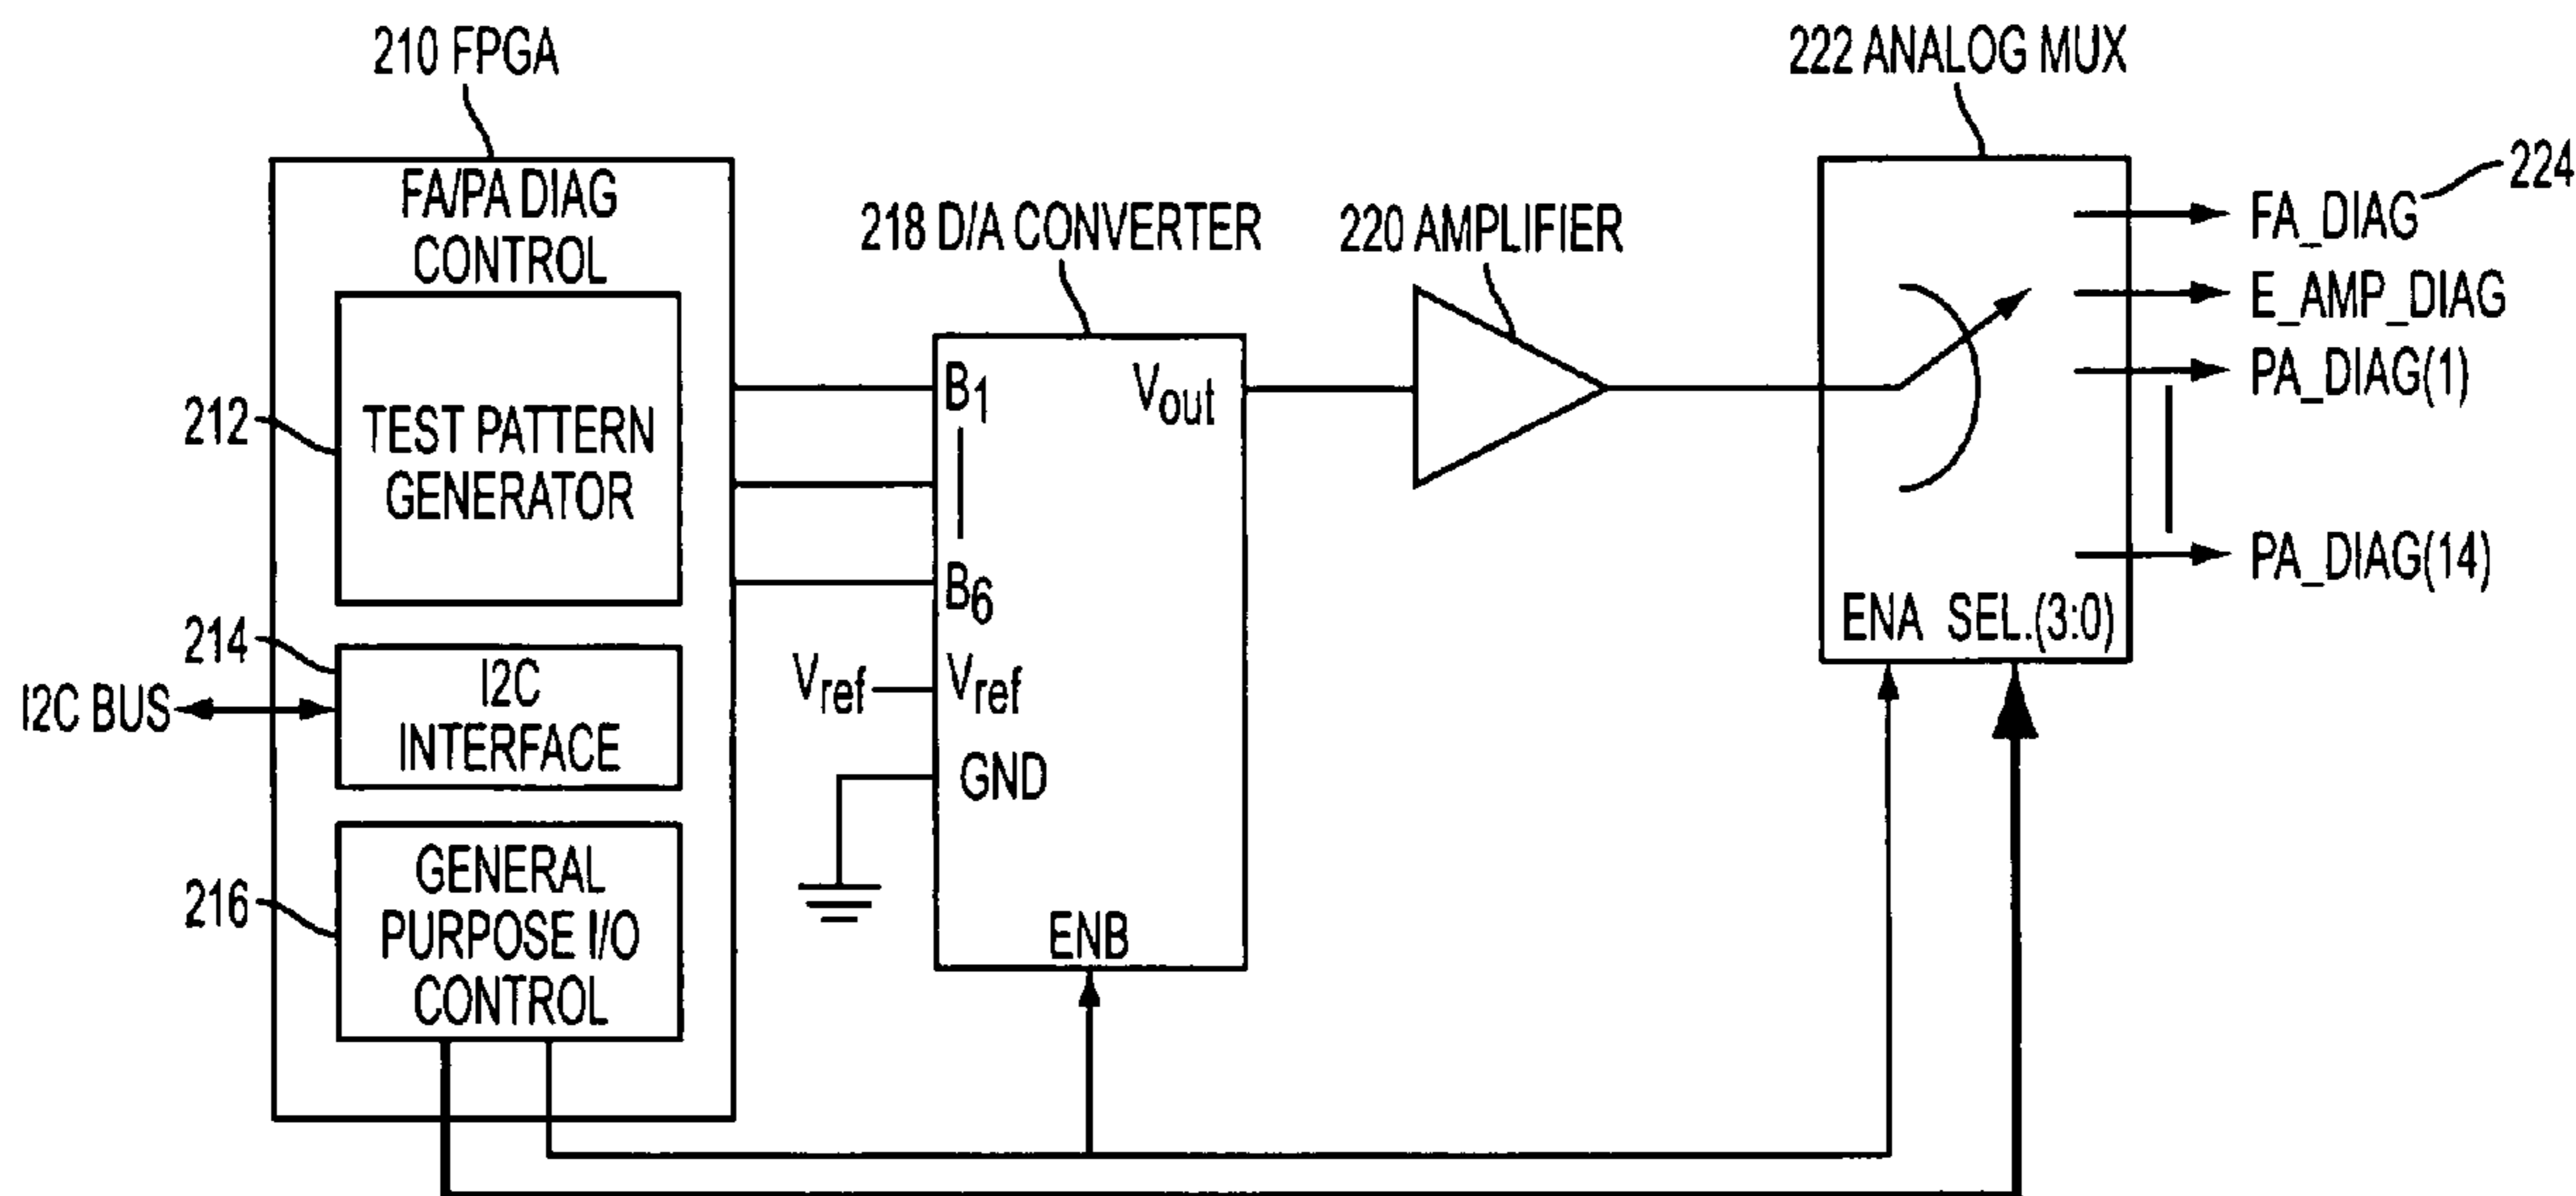 210 FPGA
FA/PA DIAG
CONTROL
212
TEST PATTERN
GENERATOR
214
I2C BUS
I2C
INTERFACE
216
GENERAL
PURPOSE I/O
CONTROL
218 D/A CONVERTER
B1
Vout
B6
Vref
Vref
GND
ENB
220 AMPLIFIER
222 ANALOG MUX
224
FA_DIAG
E_AMP_DIAG
PA_DIAG(1)
PA_DIAG(14)
ENA SEL.(3:0)